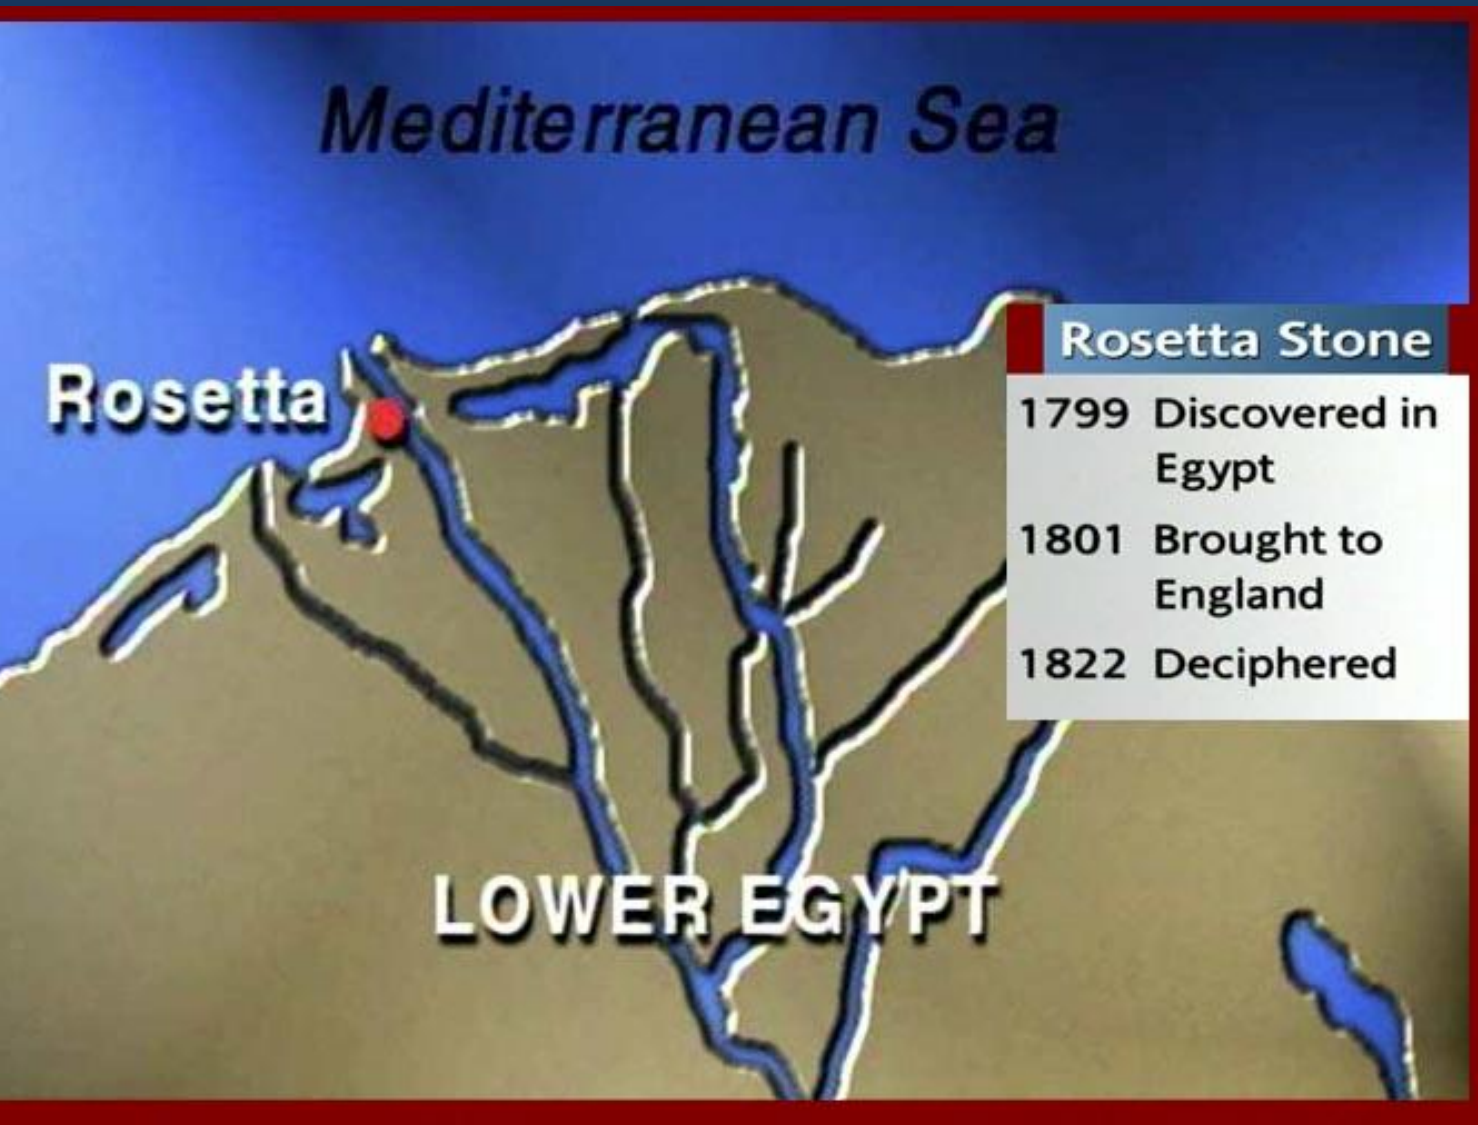 Mediterranean Sea
Rosetta
Rosetta Stone
1799 Discovered in
Egypt
1801 Brought to
England
1822 Deciphered
LOWER EGYPT